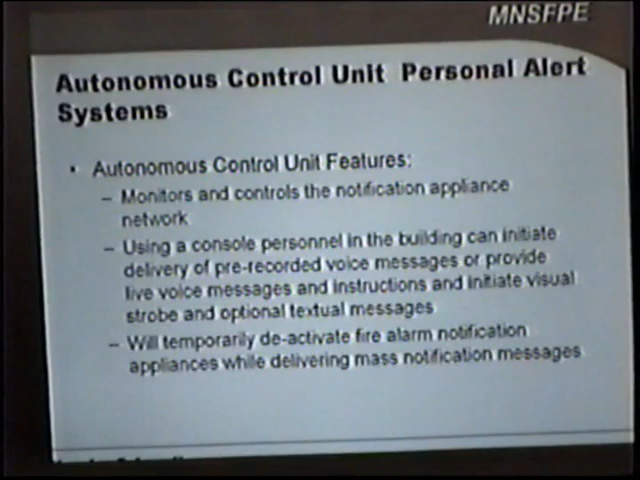 MNSFPE
Autonomous Control Unit Personal Alert
Systems
• Autonomous Control Unit Features:
– Monitors and controls the notification appliance
network
– Using a console personnel in the building can initiate
delivery of pre-recorded voice messages or provide
live voice messages and instructions and initiate visual
strobe and optional textual messages
– Will temporarily de-activate fire alarm notification
appliances while delivering mass notification messages